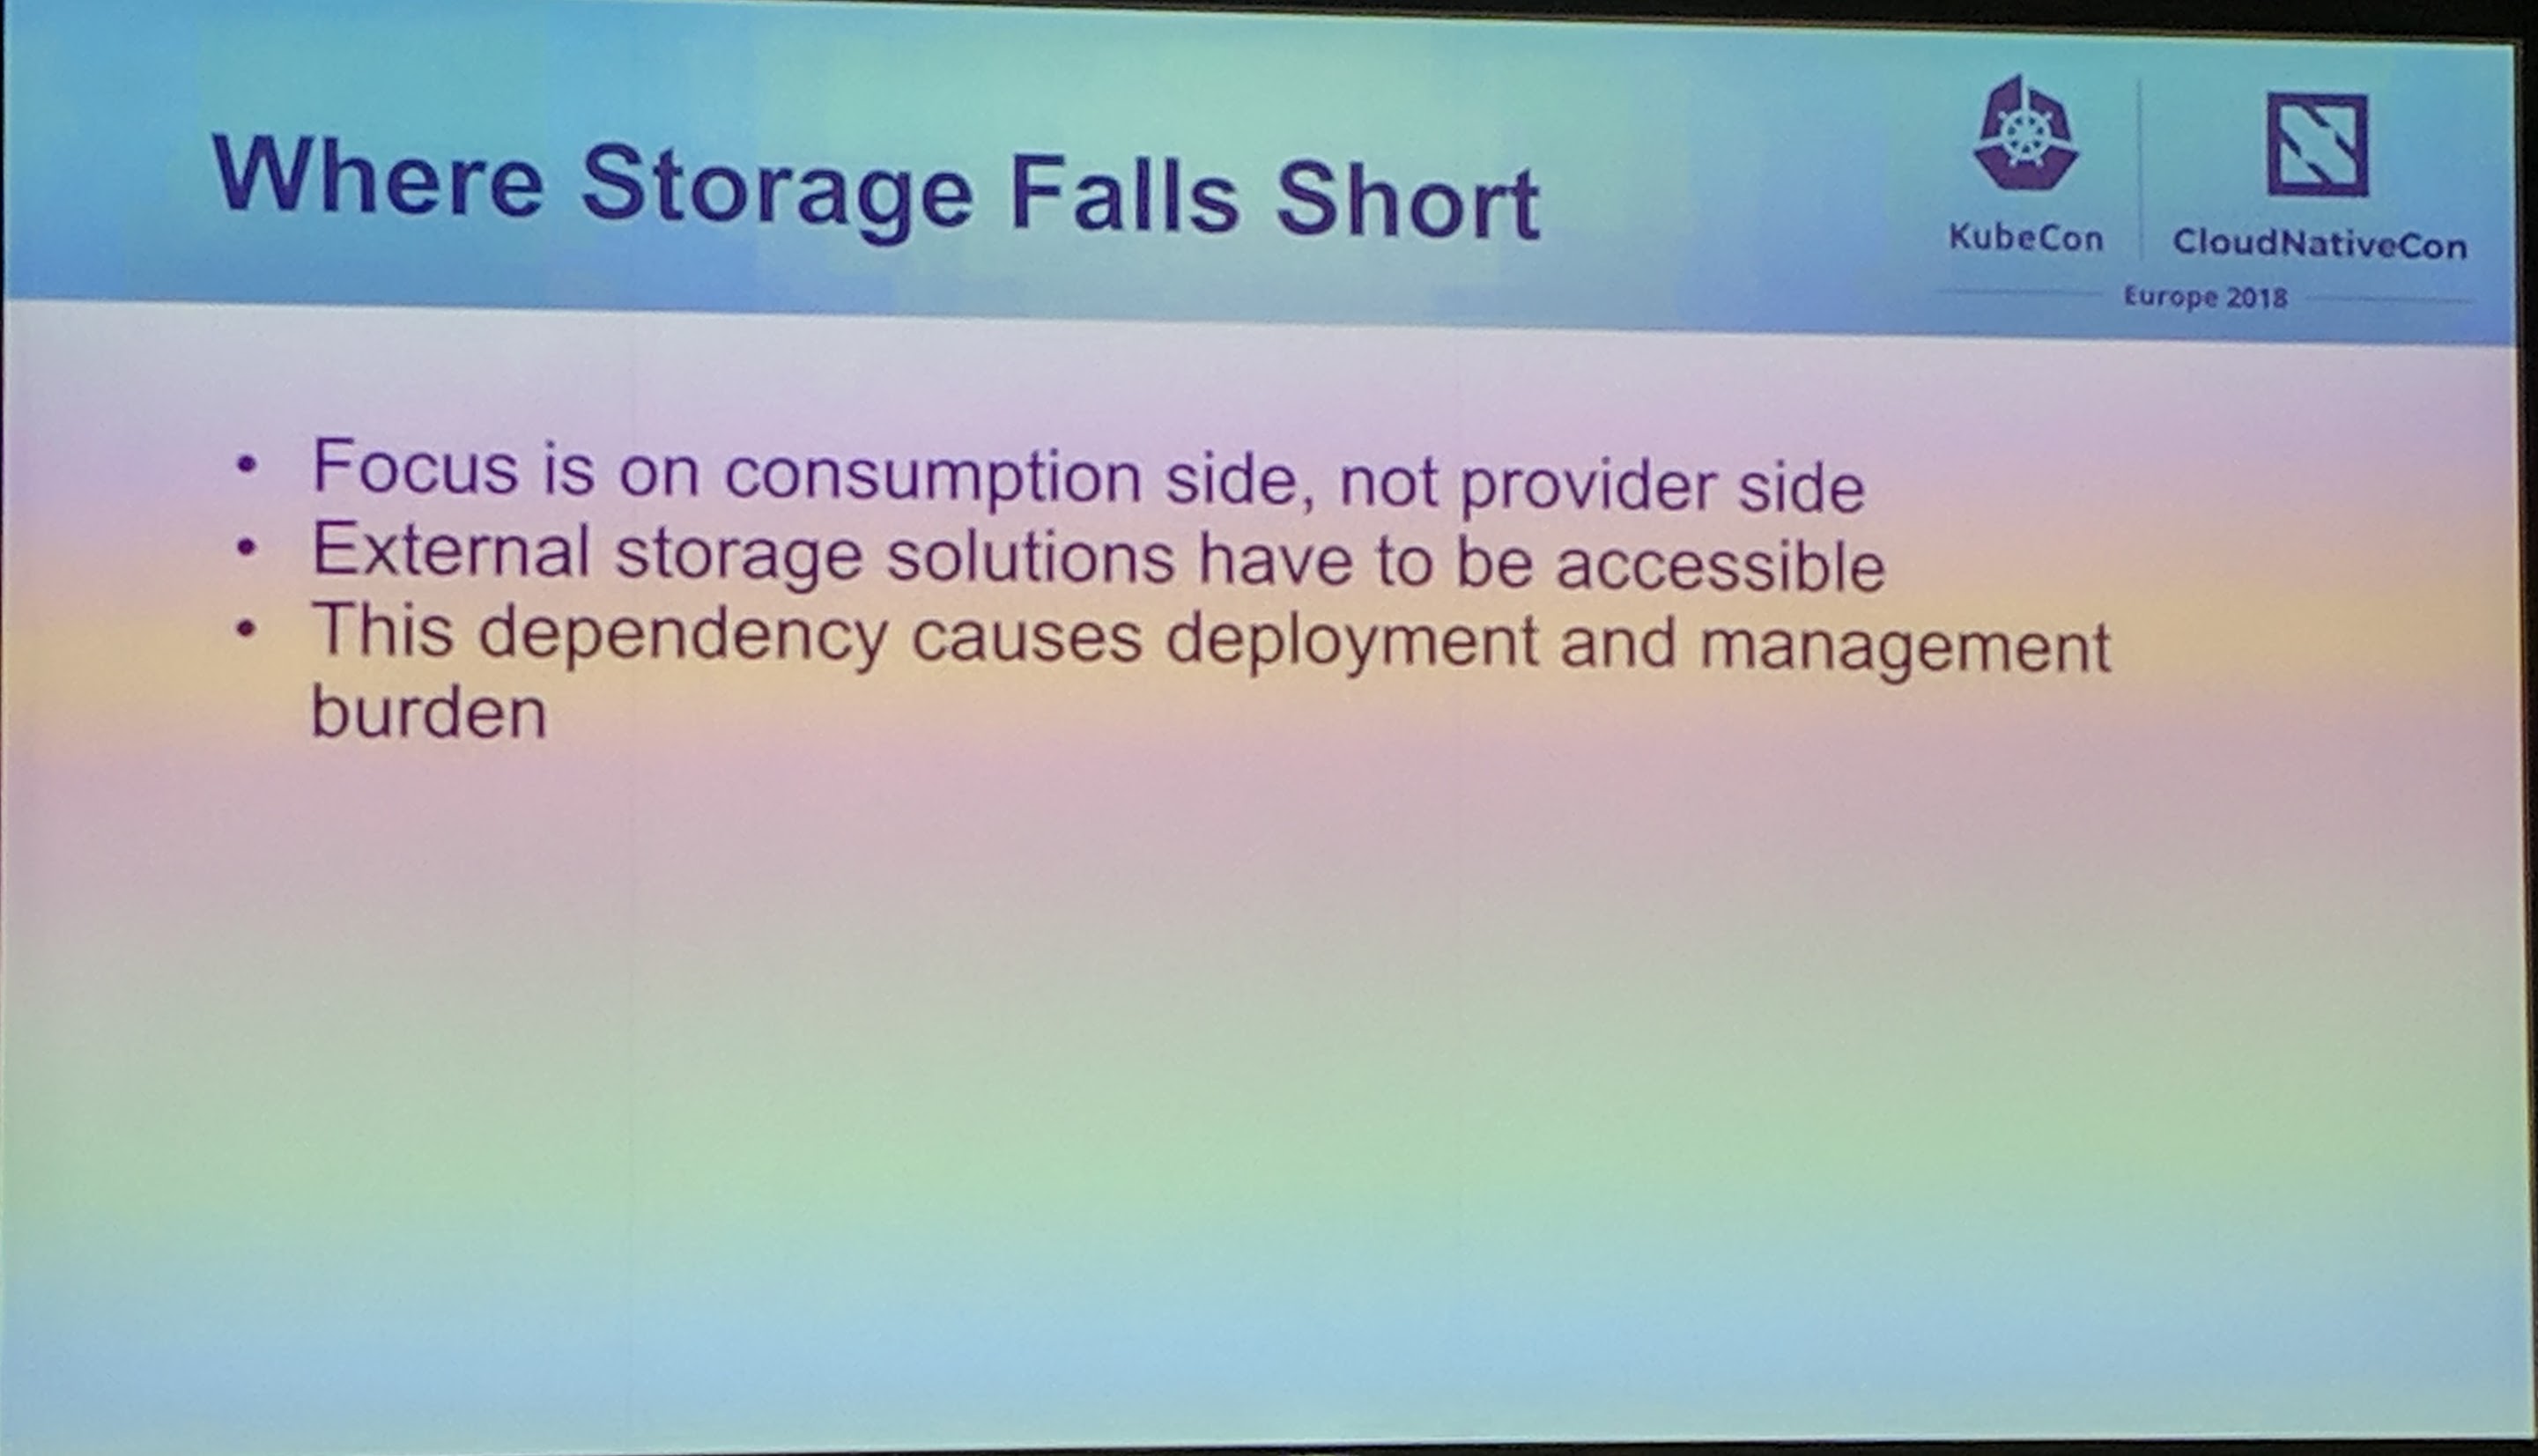 Where Storage Falls Short
KubeCon
CloudNativeCon
Europe 2018
• Focus is on consumption side, not provider side
• External storage solutions have to be accessible
• This dependency causes deployment and management
burden